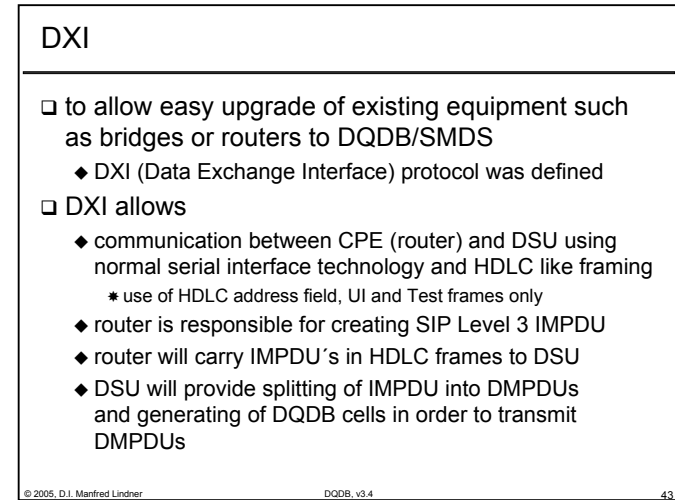 DXI
❑ to allow easy upgrade of existing equipment such
as bridges or routers to DQDB/SMDS
◆ DXI (Data Exchange Interface) protocol was defined
❑ DXI allows
◆ communication between CPE (router) and DSU using
normal serial interface technology and HDLC like framing
✷ use of HDLC address field, UI and Test frames only
◆ router is responsible for creating SIP Level 3 IMPDU
◆ router will carry IMPDU´s in HDLC frames to DSU
◆ DSU will provide splitting of IMPDU into DMPDUs
and generating of DQDB cells in order to transmit
DMPDUs
© 2005, D.I. Manfred Lindner DQDB, v3.4 43